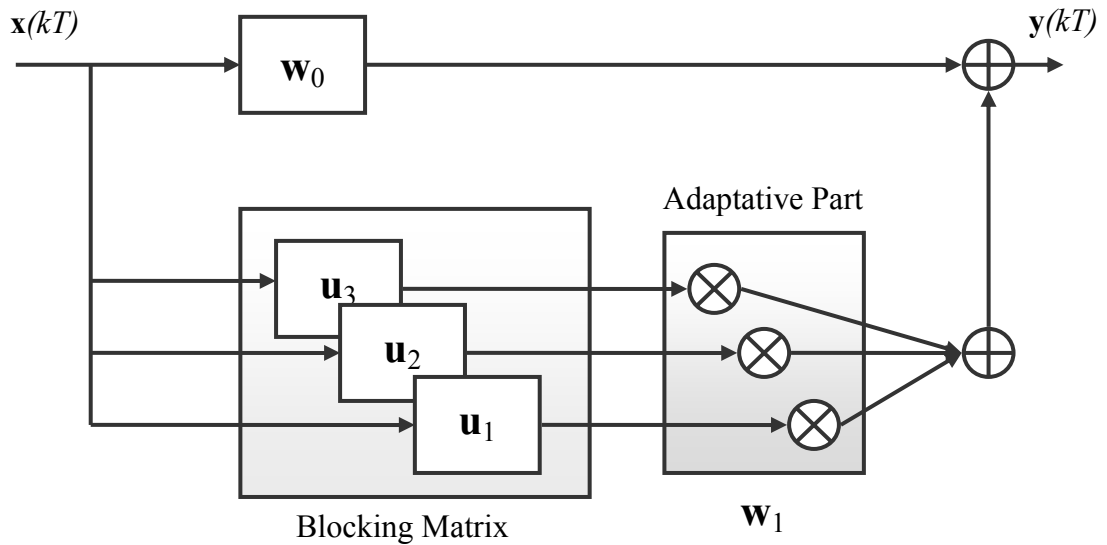 x(kT)
y(kT)
w0
Adaptative Part
u3
u2
u1
w1
Blocking Matrix